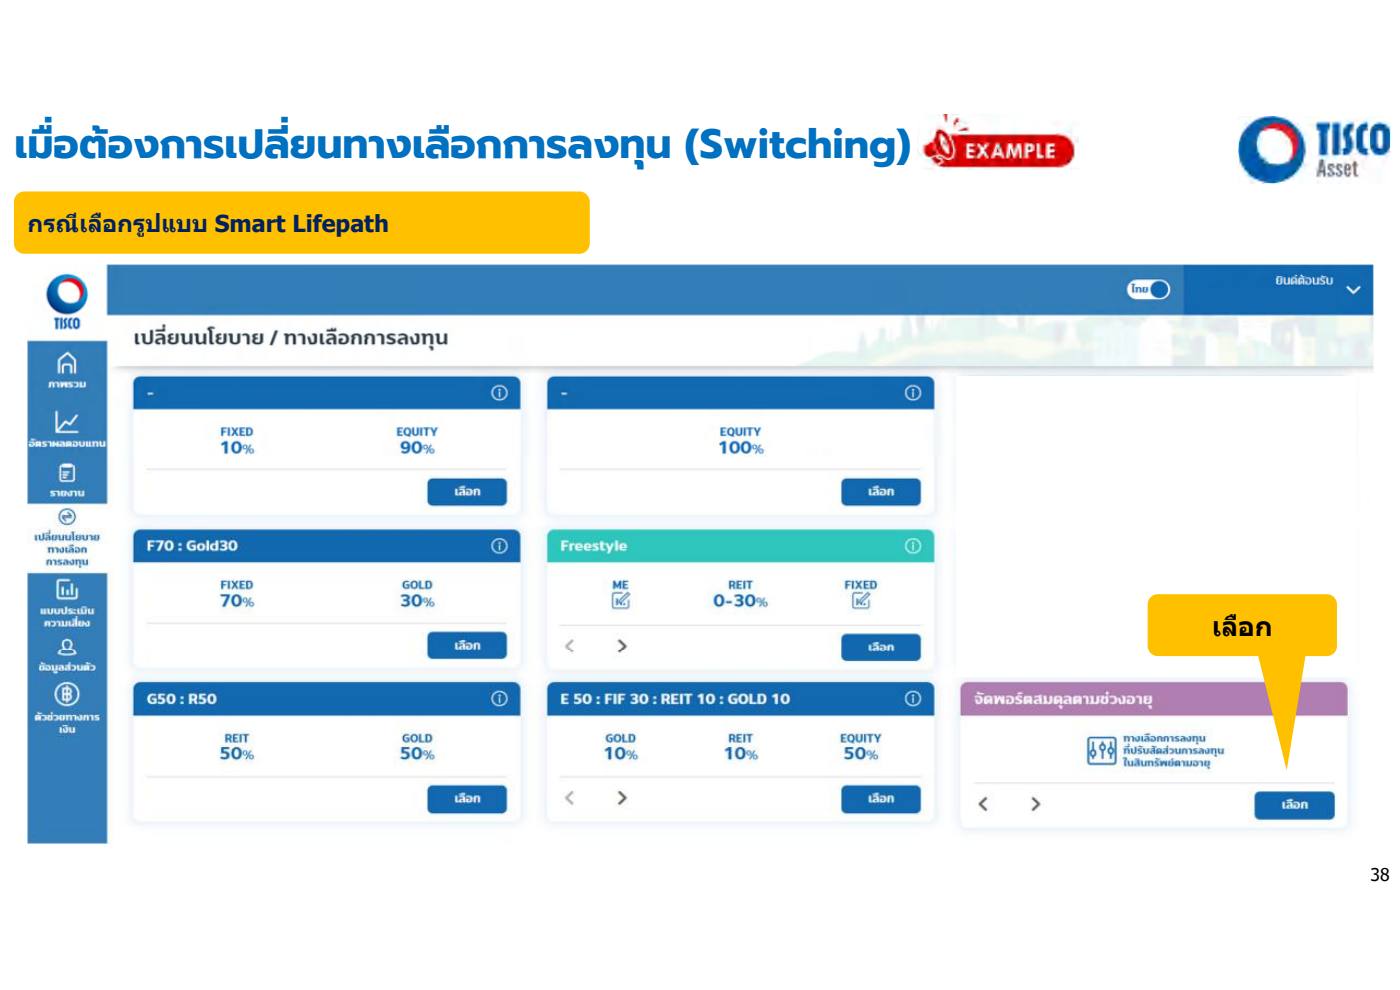 เมื่อต้องการเปลี่ยนทางเลือกการลงทุน (Switching) EXAMPLE
TISCO
Asset
กรณีเลือกรูปแบบ Smart Lifepath
ไทย
ยินดีต้อนรับ
TISCO
เปลี่ยนนโยบาย / ทางเลือกการลงทุน
ภาพรวม
อัตราผลตอบแทน
รายงาน
เปลี่ยนนโยบาย
ทางเลือก
การลงทุน
แบบประเมิน
ความเสี่ยง
ข้อมูลส่วนตัว
ตัวช่วยทางการ
เงิน
-
FIXED EQUITY
10% 90%
เลือก
-
EQUITY
100%
เลือก
F70 : Gold30
FIXED GOLD
70% 30%
เลือก
Freestyle
ME REIT FIXED
0-30%
เลือก
เลือก
G50 : R50
REIT GOLD
50% 50%
เลือก
E 50 : FIF 30 : REIT 10 : GOLD 10
GOLD REIT EQUITY
10% 10% 50%
เลือก
จัดพอร์ตสมดุลตามช่วงอายุ
ทางเลือกการลงทุน
ที่ปรับสัดส่วนการลงทุน
ในสินทรัพย์ตามอายุ
เลือก
38